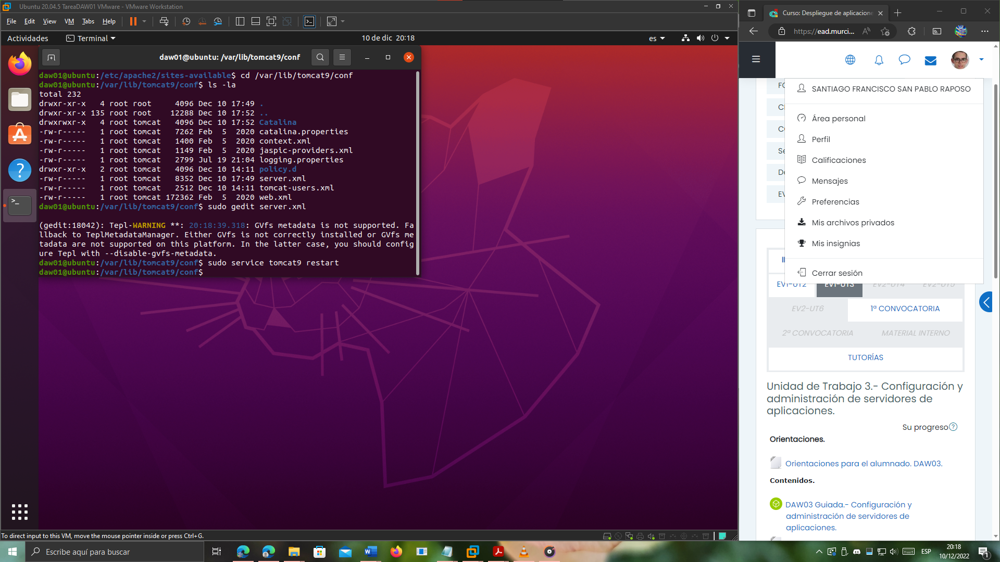 Ubuntu 20.04.5 TareaDAW01 VMware - VMware Workstation
File Edit View VM Tabs Help
Actividades Terminal 10 de dic 20:18 es
daw01@ubuntu: /var/lib/tomcat9/conf
daw01@ubuntu:/etc/apache2/sites-available$ cd /var/lib/tomcat9/conf
daw01@ubuntu:/var/lib/tomcat9/conf$ ls -la
total 232
drwxr-xr-x   4 root root     4096 Dec 10 17:49 .
drwxr-xr-x 135 root root    12288 Dec 10 17:52 ..
drwxrwxr-x   4 root tomcat   4096 Dec 10 17:52 Catalina
-rw-r-----   1 root tomcat   7262 Feb  5  2020 catalina.properties
-rw-r-----   1 root tomcat   1400 Feb  5  2020 context.xml
-rw-r-----   1 root tomcat   1149 Feb  5  2020 jaspic-providers.xml
-rw-r-----   1 root tomcat   2799 Jul 19 21:04 logging.properties
drwxr-xr-x   2 root tomcat   4096 Dec 10 14:11 policy.d
-rw-r-----   1 root tomcat   8352 Dec 10 17:49 server.xml
-rw-r-----   1 root tomcat   2512 Dec 10 14:11 tomcat-users.xml
-rw-r-----   1 root tomcat 172362 Feb  5  2020 web.xml
daw01@ubuntu:/var/lib/tomcat9/conf$ sudo gedit server.xml
(gedit:18042): Tepl-WARNING **: 20:18:39.318: GVfs metadata is not supported. Fa
llback to TeplMetadataManager. Either GVfs is not correctly installed or GVfs me
tadata are not supported on this platform. In the latter case, you should config
ure Tepl with --disable-gvfs-metadata.
daw01@ubuntu:/var/lib/tomcat9/conf$ sudo service tomcat9 restart
daw01@ubuntu:/var/lib/tomcat9/conf$
To direct input to this VM, move the mouse pointer inside or press Ctrl+G.
Curso: Despliegue de aplicacione
https://ead.murci...
SANTIAGO FRANCISCO SAN PABLO RAPOSO
Área personal
Perfil
Calificaciones
Mensajes
Preferencias
Mis archivos privados
Mis insignias
Cerrar sesión
EV1-UT2 EV1-UT3 EV2-UT4 EV2-UT5
EV2-UT6 1ª CONVOCATORIA
2ª CONVOCATORIA MATERIAL INTERNO
TUTORÍAS
Unidad de Trabajo 3.- Configuración y
administración de servidores de
aplicaciones.
Su progreso
Orientaciones.
Orientaciones para el alumnado. DAW03.
Contenidos.
DAW03 Guiada.- Configuración y
administración de servidores de
aplicaciones.
Escribe aquí para buscar
ESP
20:18
10/12/2022
1